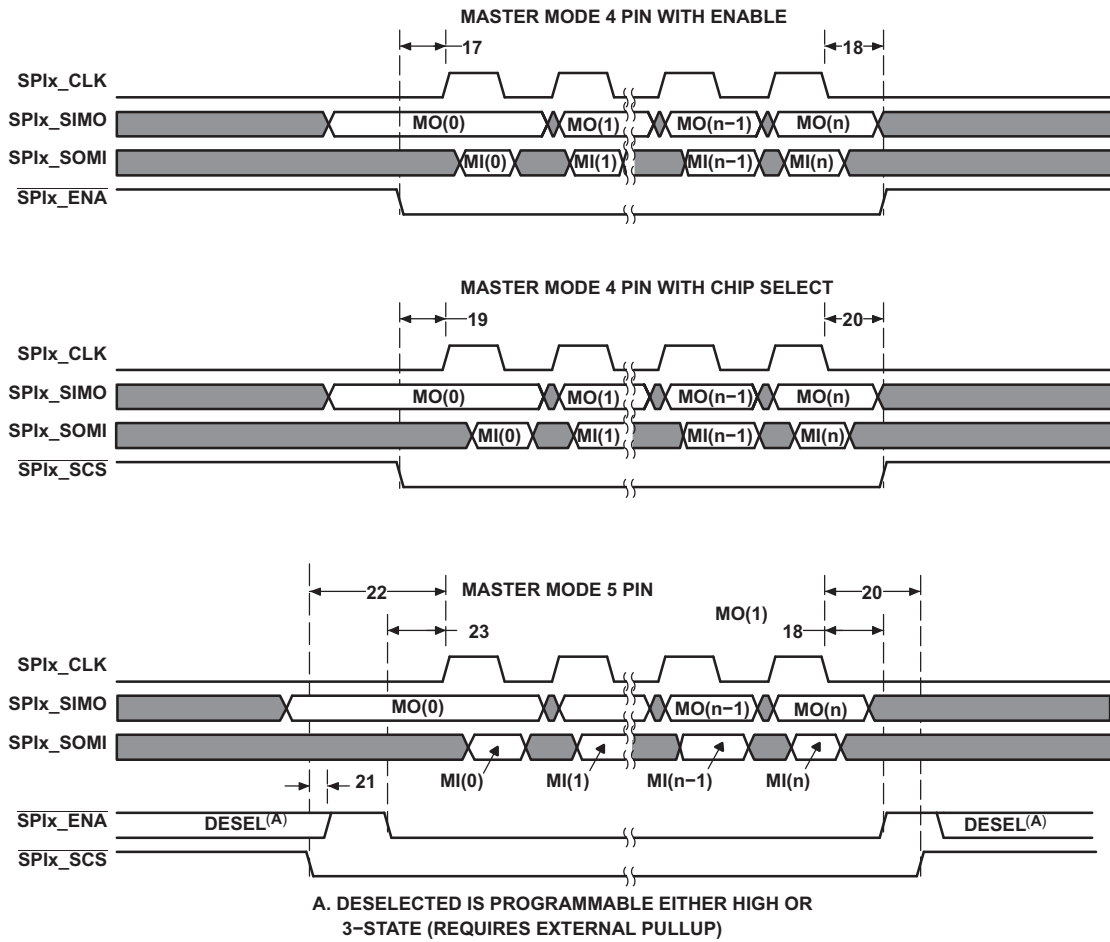 MASTER MODE 4 PIN WITH ENABLE
17
18
SPIx_CLK
SPIx_SIMO
MO(0)
MO(1)
MO(n−1)
MO(n)
SPIx_SOMI
MI(0)
MI(1)
MI(n−1)
MI(n)
SPIx_ENA
MASTER MODE 4 PIN WITH CHIP SELECT
19
20
SPIx_CLK
SPIx_SIMO
MO(0)
MO(1)
MO(n−1)
MO(n)
SPIx_SOMI
MI(0)
MI(1)
MI(n−1)
MI(n)
SPIx_SCS
22
MASTER MODE 5 PIN
20
MO(1)
23
18
SPIx_CLK
SPIx_SIMO
MO(0)
MO(n−1)
MO(n)
SPIx_SOMI
21
MI(0)
MI(1)
MI(n−1)
MI(n)
SPIx_ENA
DESEL(A)
DESEL(A)
SPIx_SCS
A. DESELECTED IS PROGRAMMABLE EITHER HIGH OR
3−STATE (REQUIRES EXTERNAL PULLUP)